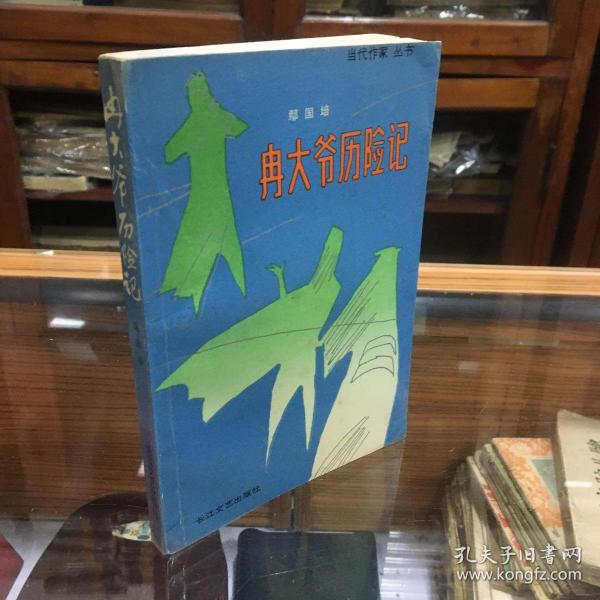 当代作家丛书
鄢国培
冉大爷历险记
长江文艺出版社
冉大爷历险记
孔夫子旧书网
www.kongfz.com